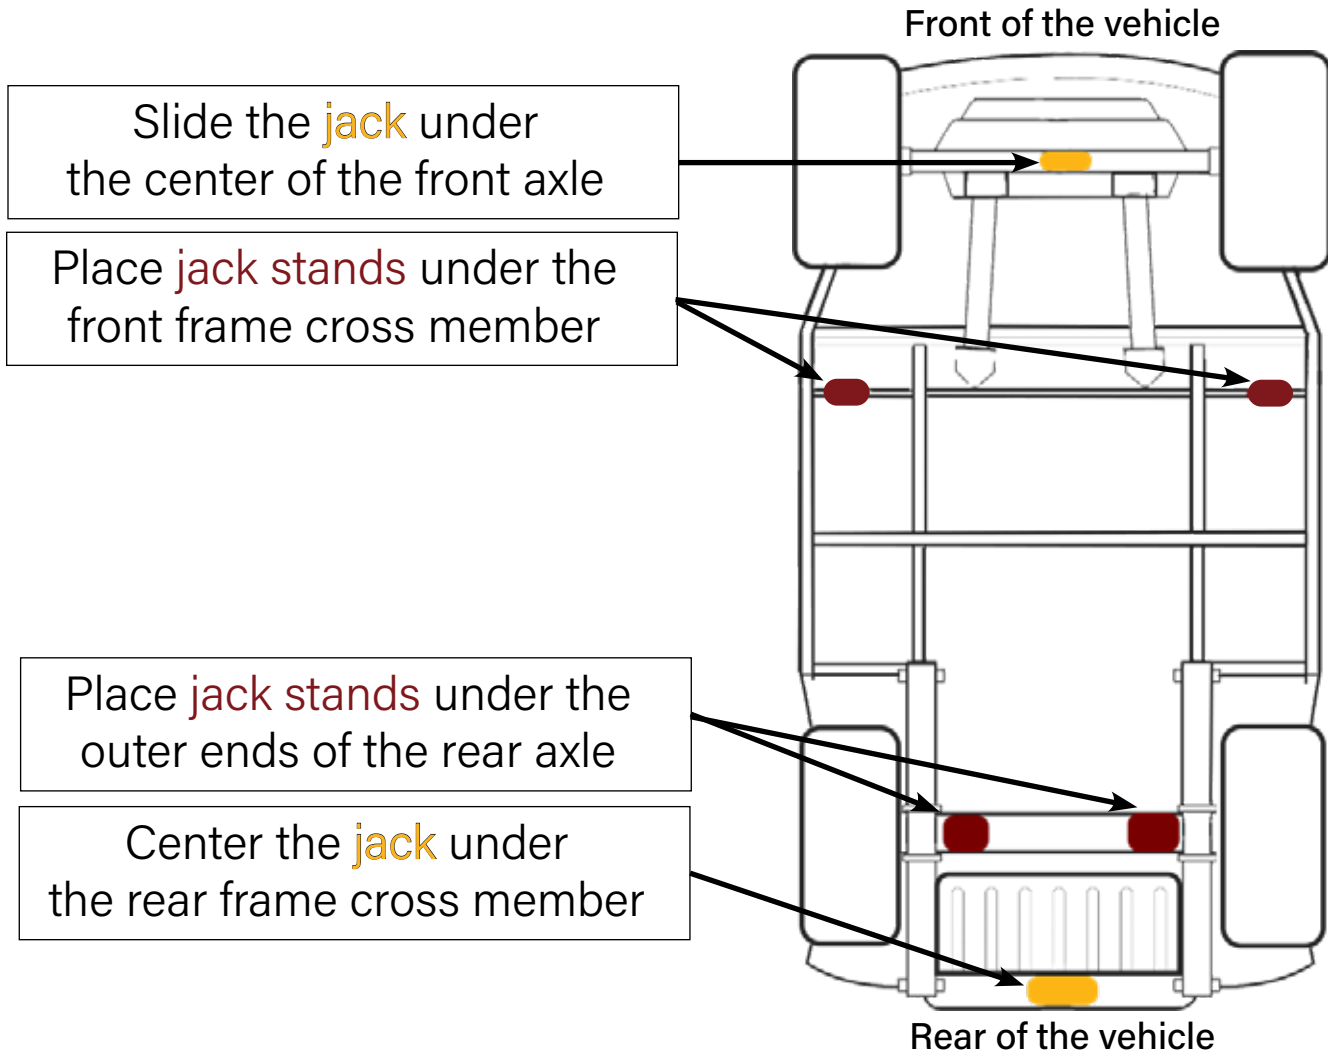 Front of the vehicle
Slide the jack under
the center of the front axle
Place jack stands under the
front frame cross member
Place jack stands under the
outer ends of the rear axle
Center the jack under
the rear frame cross member
Rear of the vehicle